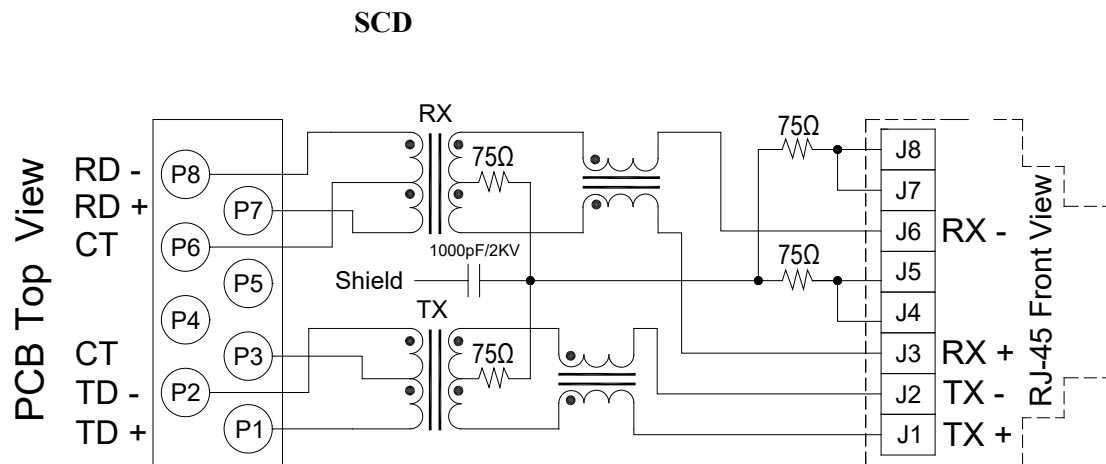 SCD
RX
75Ω
75Ω
RD -
P8
J8
RD +
P7
J7
CT
P6
J6
RX -
1000pF/2KV
Shield
75Ω
P5
J5
P4
J4
TX
75Ω
CT
P3
J3
RX +
TD -
P2
J2
TX -
TD +
P1
J1
TX +
PCB Top View
RJ-45 Front View